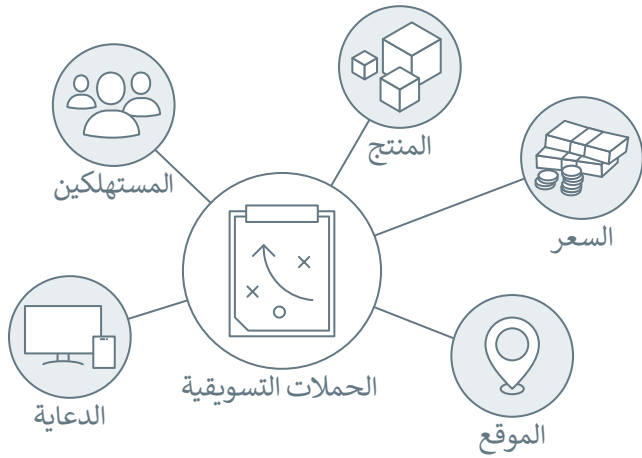 المنتج
المستهلكين
السعر
الحملات التسويقية
الدعاية
الموقع